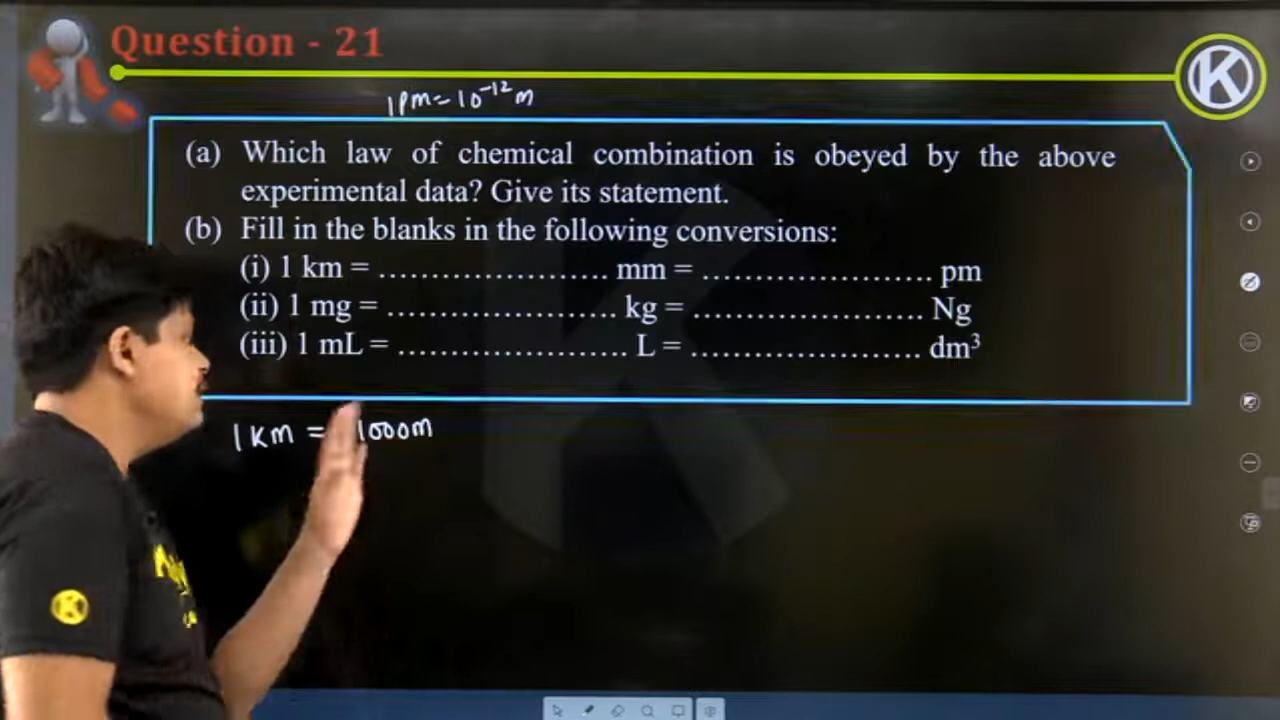 Question - 21
1 pm = 10⁻¹² m
(a) Which law of chemical combination is obeyed by the above
experimental data? Give its statement.
(b) Fill in the blanks in the following conversions:
(i) 1 km = ...................... mm = ...................... pm
(ii) 1 mg = ...................... kg = ...................... Ng
(iii) 1 mL = ...................... L = ...................... dm³
1 Km = 1000m
K
K